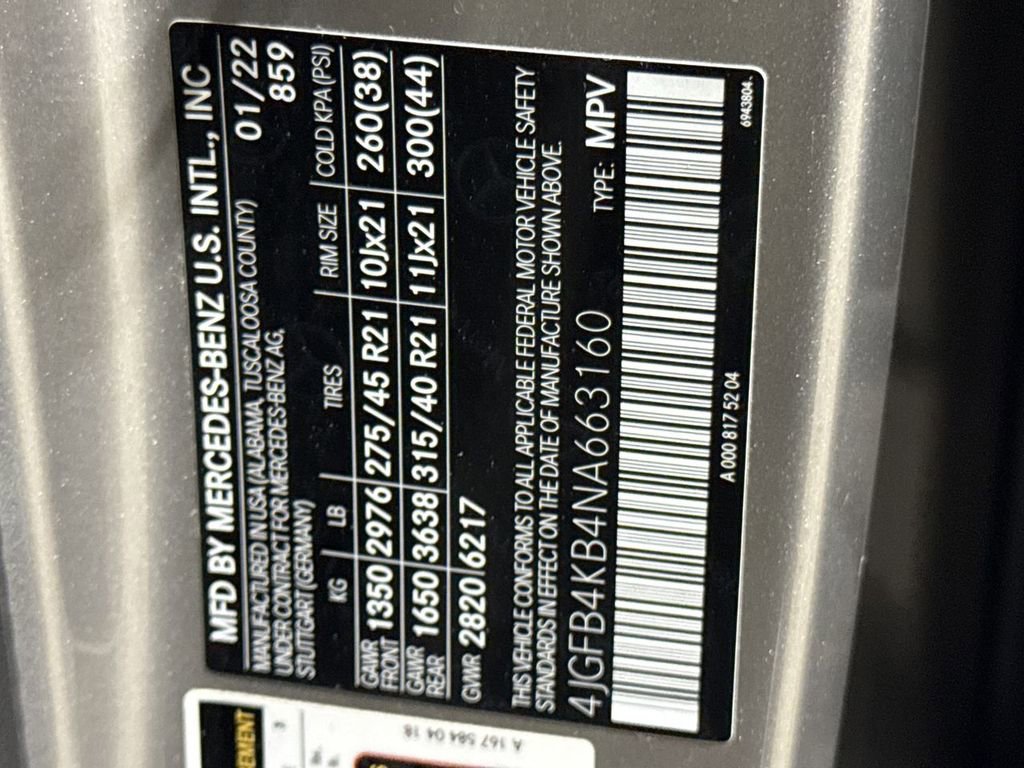 MFD BY MERCEDES-BENZ U.S. INTL., INC
MANUFACTURED IN USA (ALABAMA, TUSCALOOSA COUNTY) 01/22
UNDER CONTRACT FOR MERCEDES-BENZ AG, 859
STUTTGART (GERMANY)
KG LB TIRES RIM SIZE COLD KPA (PSI)
GAWR FRONT 1350 2976 275/45 R21 10Jx21 260(38)
GAWR REAR 1650 3638 315/40 R21 11Jx21 300(44)
GVWR 2820 6217
THIS VEHICLE CONFORMS TO ALL APPLICABLE FEDERAL MOTOR VEHICLE SAFETY
STANDARDS IN EFFECT ON THE DATE OF MANUFACTURE SHOWN ABOVE.
4JGFB4KB4NA663160 TYPE: MPV
A 000 817 52 04
6943804
EMENT
3
A 167 584 04 18